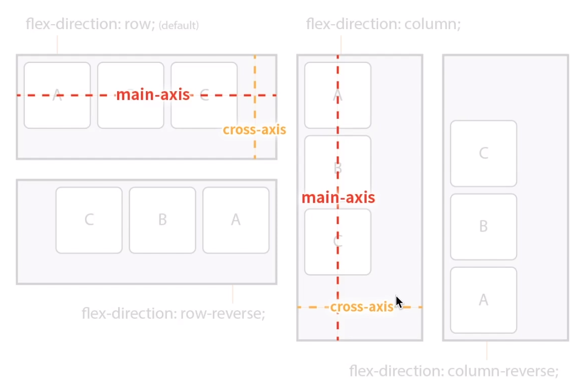 flex-direction: row; (default)
flex-direction: column;
A
main-axis
C
cross-axis
C B A
flex-direction: row-reverse;
A
B
main-axis
C
cross-axis
C
B
A
flex-direction: column-reverse;